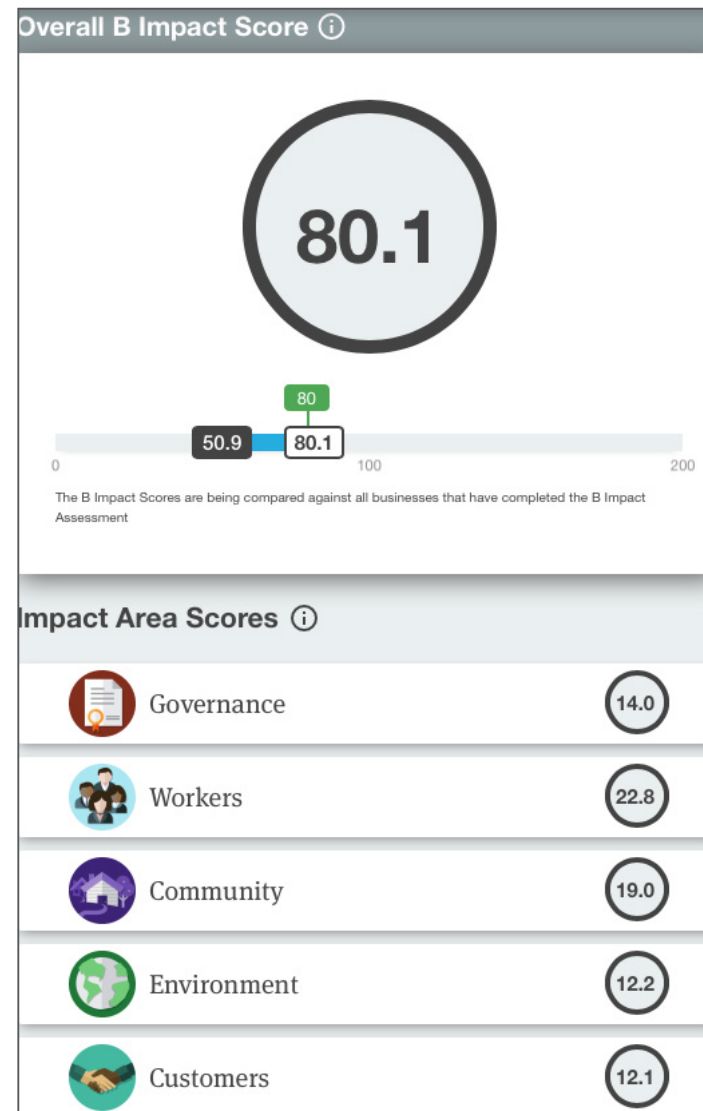 Overall B Impact Score
80.1
80
50.9 80.1
0 100 200
The B Impact Scores are being compared against all businesses that have completed the B Impact
Assessment
Impact Area Scores
Governance 14.0
Workers 22.8
Community 19.0
Environment 12.2
Customers 12.1